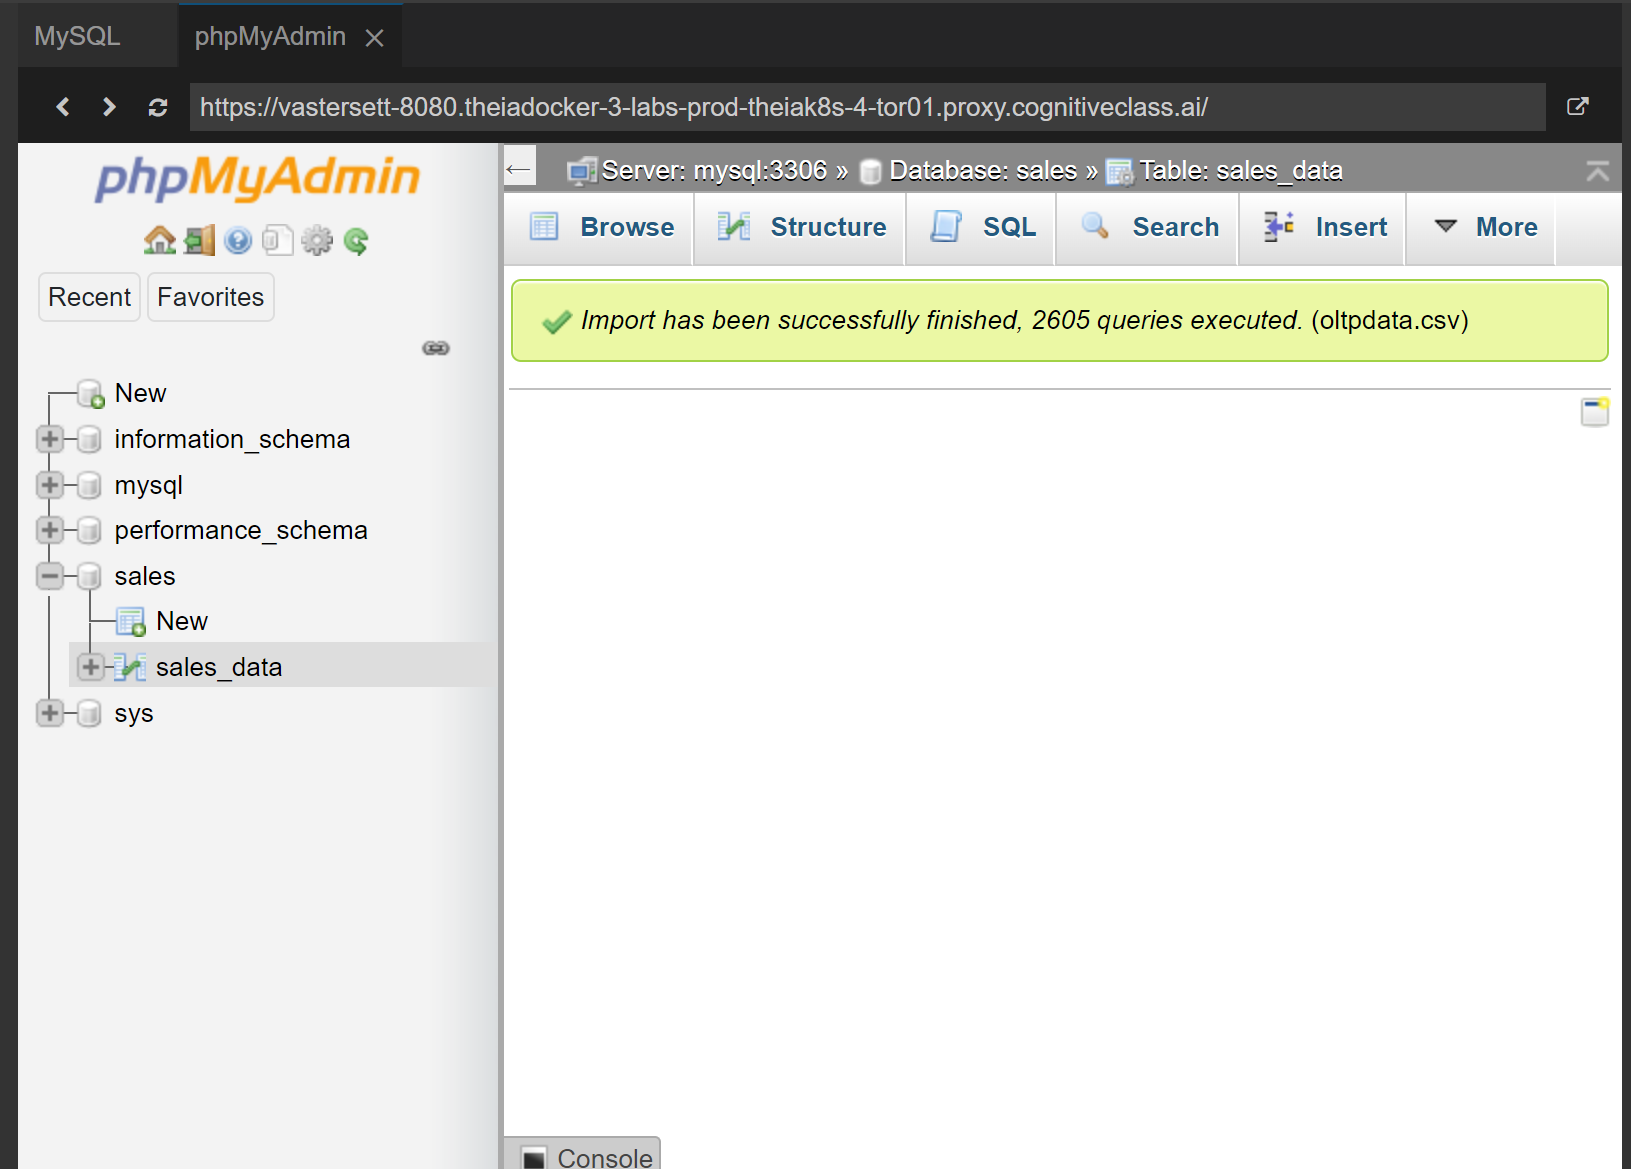 MySQL
phpMyAdmin
https://vastersett-8080.theiadocker-3-labs-prod-theiak8s-4-tor01.proxy.cognitiveclass.ai/
phpMyAdmin
Recent
Favorites
New
information_schema
mysql
performance_schema
sales
New
sales_data
sys
Server: mysql:3306 » Database: sales » Table: sales_data
Browse
Structure
SQL
Search
Insert
More
Import has been successfully finished, 2605 queries executed. (oltpdata.csv)
Console